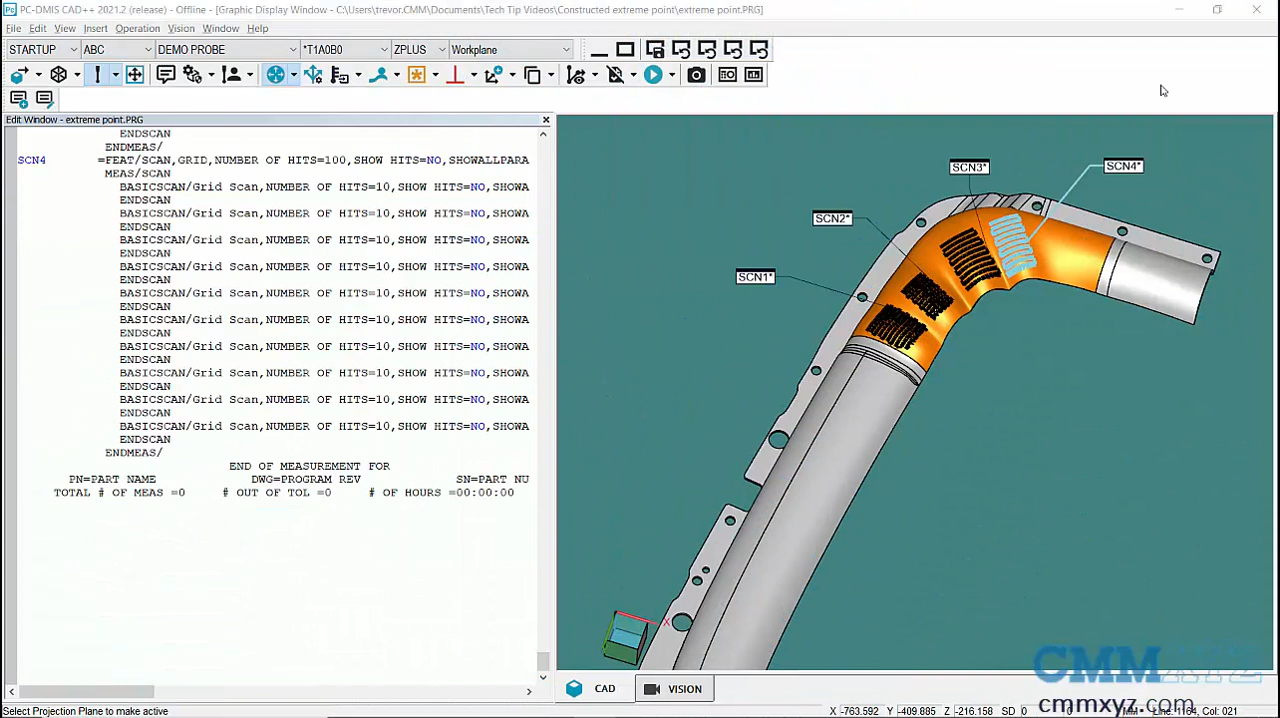 PC-DMIS CAD++ 2021.2 (release) - Offline - [Graphic Display Window - C:\Users\trevor.CMM\Documents\Tech Tip Videos\Constructed extreme point\extreme point.PRG]
File Edit View Insert Operation Vision Window Help
STARTUP ABC DEMO PROBE *T1A0B0 ZPLUS Workplane
Edit Window - extreme point.PRG
ENDSCAN
ENDMEAS/
SCN4 =FEAT/SCAN,GRID,NUMBER OF HITS=100,SHOW HITS=NO,SHOWALLPARA
MEAS/SCAN
BASICSCAN/Grid Scan,NUMBER OF HITS=10,SHOW HITS=NO,SHOWA
ENDSCAN
BASICSCAN/Grid Scan,NUMBER OF HITS=10,SHOW HITS=NO,SHOWA
ENDSCAN
BASICSCAN/Grid Scan,NUMBER OF HITS=10,SHOW HITS=NO,SHOWA
ENDSCAN
BASICSCAN/Grid Scan,NUMBER OF HITS=10,SHOW HITS=NO,SHOWA
ENDSCAN
BASICSCAN/Grid Scan,NUMBER OF HITS=10,SHOW HITS=NO,SHOWA
ENDSCAN
BASICSCAN/Grid Scan,NUMBER OF HITS=10,SHOW HITS=NO,SHOWA
ENDSCAN
BASICSCAN/Grid Scan,NUMBER OF HITS=10,SHOW HITS=NO,SHOWA
ENDSCAN
BASICSCAN/Grid Scan,NUMBER OF HITS=10,SHOW HITS=NO,SHOWA
ENDSCAN
BASICSCAN/Grid Scan,NUMBER OF HITS=10,SHOW HITS=NO,SHOWA
ENDSCAN
BASICSCAN/Grid Scan,NUMBER OF HITS=10,SHOW HITS=NO,SHOWA
ENDSCAN
ENDMEAS/
END OF MEASUREMENT FOR
PN=PART NAME DWG=PROGRAM REV SN=PART NU
TOTAL # OF MEAS =0 # OUT OF TOL =0 # OF HOURS =00:00:00
SCN3*
SCN4*
SCN2*
SCN1*
X
CMMXYZ
cmmxyz.com
CAD VISION
Select Projection Plane to make active
X -763.592 Y -409.885 Z -216.158 SD 0
Col: 021